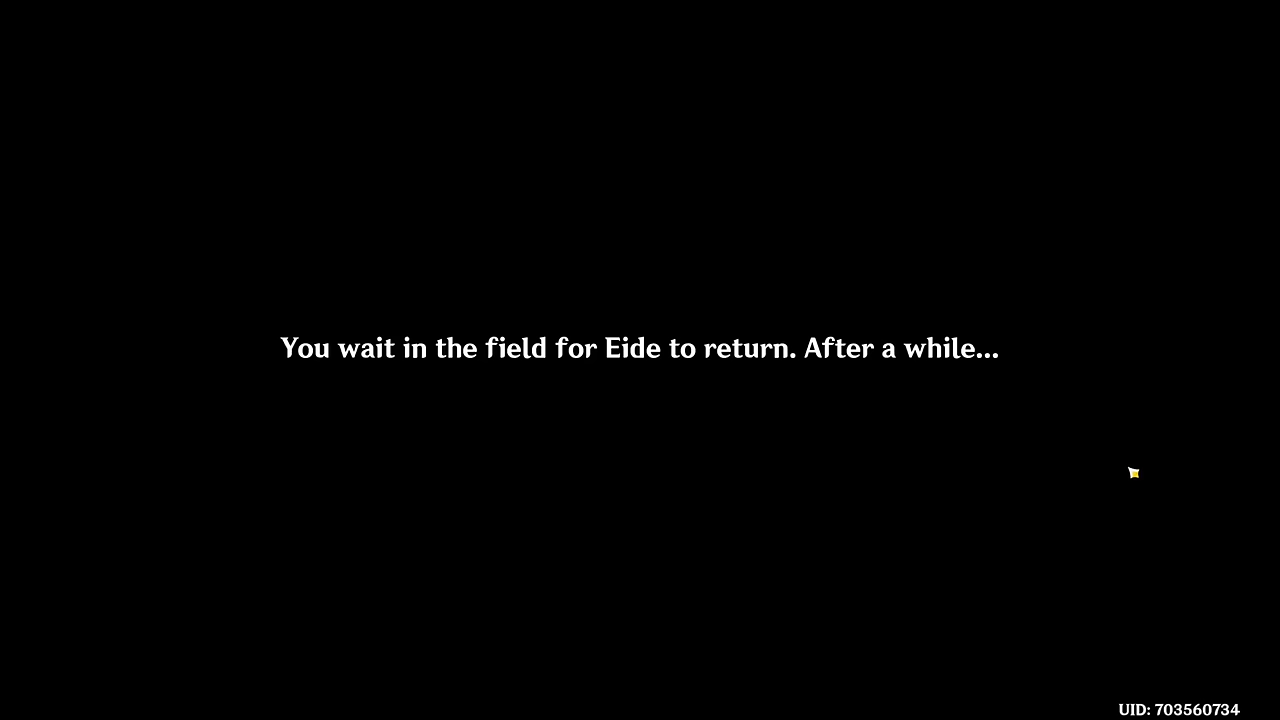 You wait in the field for Eide to return. After a while...
UID: 703560734